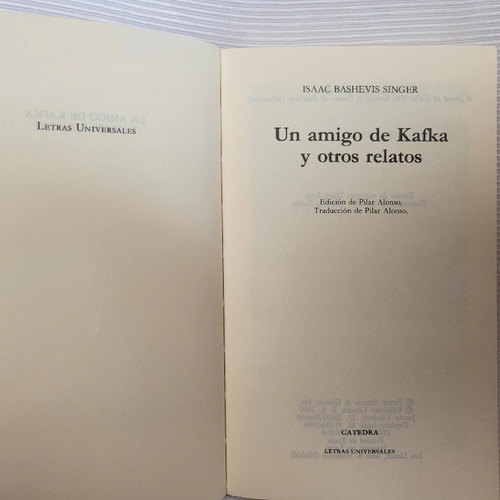 LETRAS UNIVERSALES
ISAAC BASHEVIS SINGER
Un amigo de Kafka
y otros relatos
Edición de Pilar Alonso.
Traducción de Pilar Alonso.
CATEDRA
LETRAS UNIVERSALES